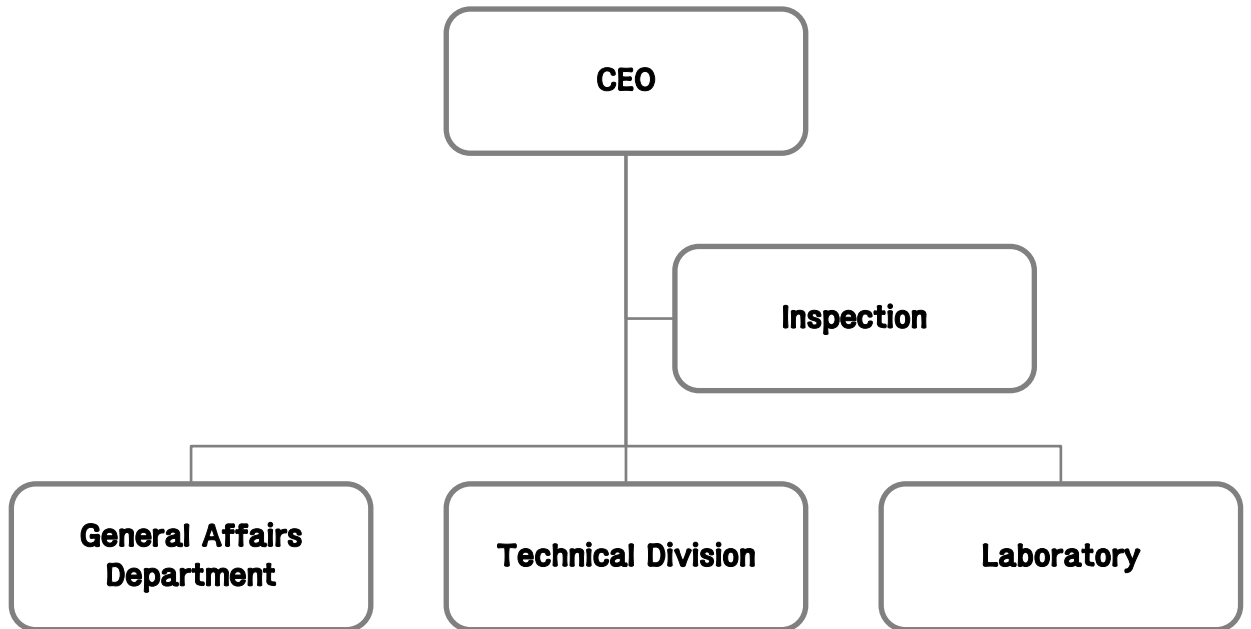 CEO
Inspection
General Affairs
Department
Technical Division
Laboratory